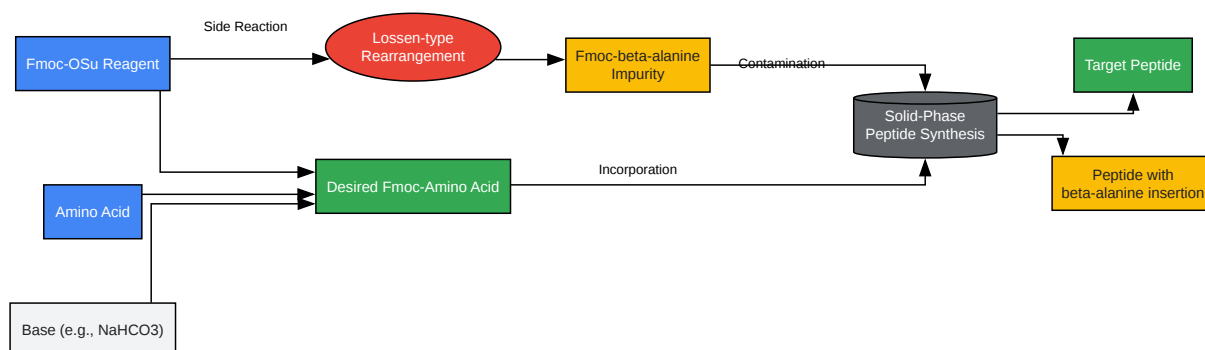 Side Reaction
Fmoc-OSu Reagent
Lossen-type
Rearrangement
Fmoc-beta-alanine
Impurity
Contamination
Target Peptide
Solid-Phase
Peptide Synthesis
Incorporation
Desired Fmoc-Amino Acid
Peptide with
beta-alanine insertion
Amino Acid
Base (e.g., NaHCO3)